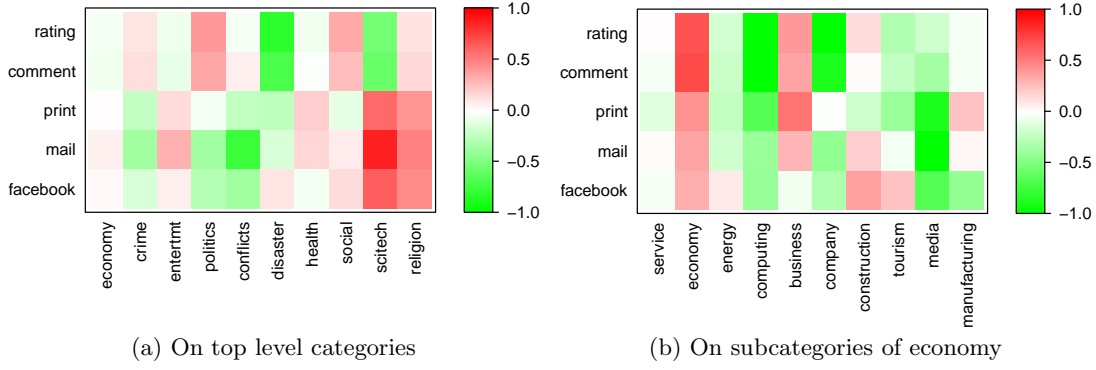 rating
comment
print
mail
facebook
economy
crime
entertmt
politics
conflicts
disaster
health
social
scitech
religion
1.0
0.5
0.0
−0.5
−1.0
(a) On top level categories
rating
comment
print
mail
facebook
service
economy
energy
computing
business
company
construction
tourism
media
manufacturing
1.0
0.5
0.0
−0.5
−1.0
(b) On subcategories of economy